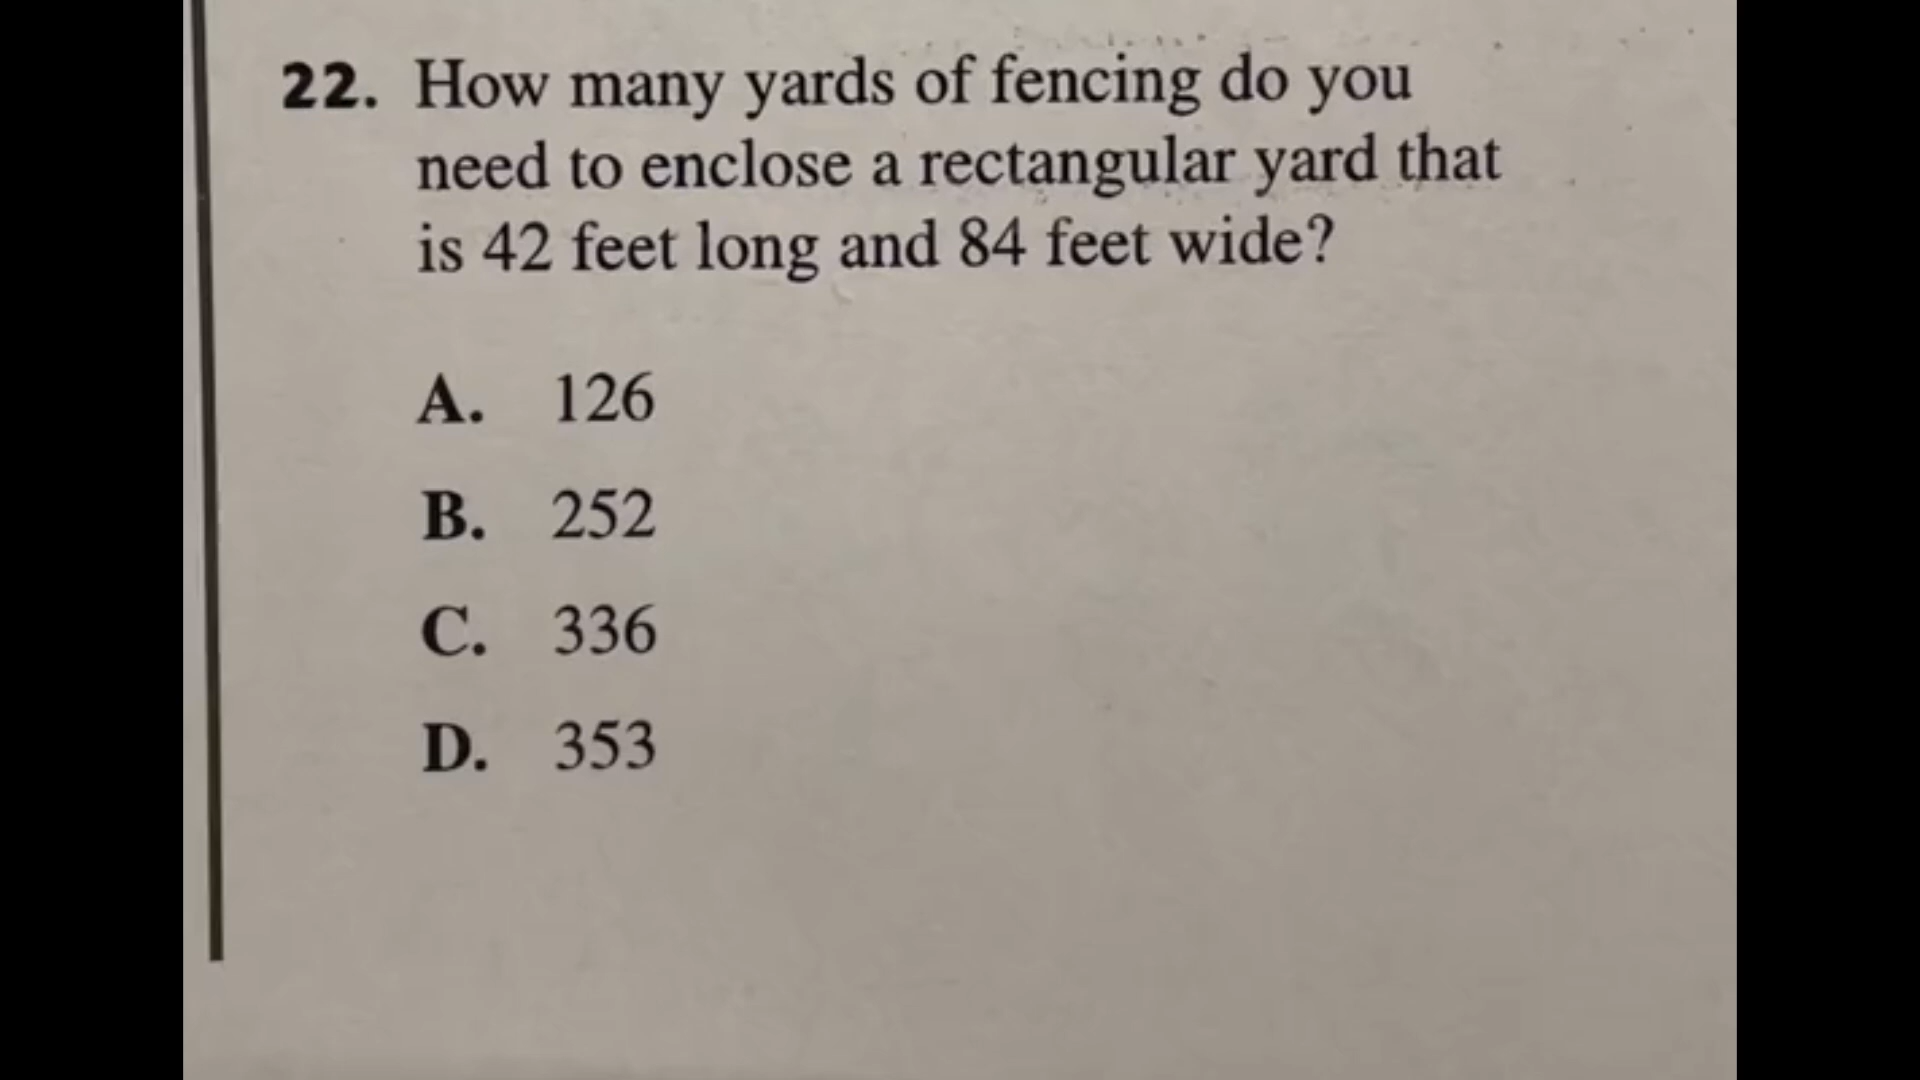 22. How many yards of fencing do you
need to enclose a rectangular yard that
is 42 feet long and 84 feet wide?
A. 126
B. 252
C. 336
D. 353